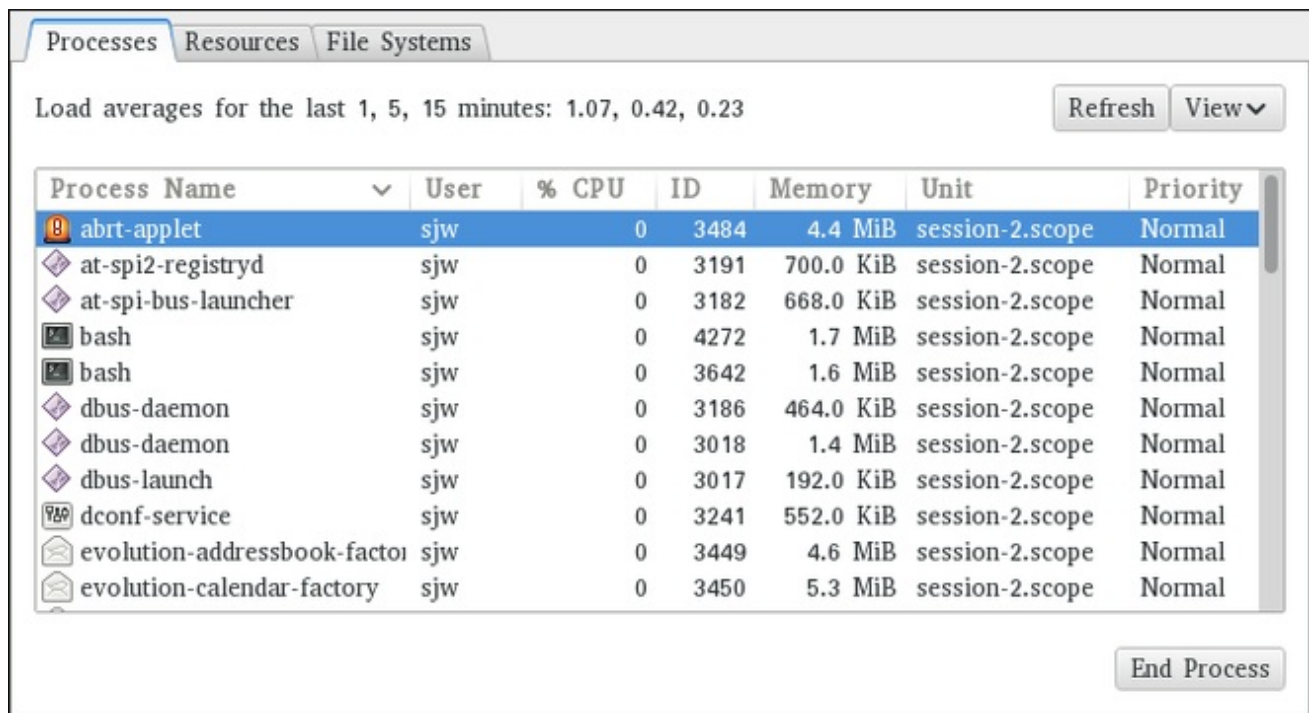 Processes Resources File Systems
Load averages for the last 1, 5, 15 minutes: 1.07, 0.42, 0.23 Refresh View
Process Name User % CPU ID Memory Unit Priority
abrt-applet sjw 0 3484 4.4 MiB session-2.scope Normal
at-spi2-registryd sjw 0 3191 700.0 KiB session-2.scope Normal
at-spi-bus-launcher sjw 0 3182 668.0 KiB session-2.scope Normal
bash sjw 0 4272 1.7 MiB session-2.scope Normal
bash sjw 0 3642 1.6 MiB session-2.scope Normal
dbus-daemon sjw 0 3186 464.0 KiB session-2.scope Normal
dbus-daemon sjw 0 3018 1.4 MiB session-2.scope Normal
dbus-launch sjw 0 3017 192.0 KiB session-2.scope Normal
dconf-service sjw 0 3241 552.0 KiB session-2.scope Normal
evolution-addressbook-factor sjw 0 3449 4.6 MiB session-2.scope Normal
evolution-calendar-factory sjw 0 3450 5.3 MiB session-2.scope Normal
End Process